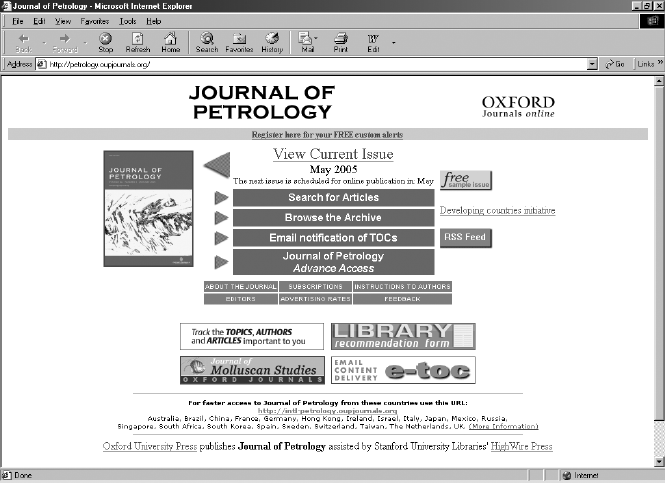 Journal of Petrology - Microsoft Internet Explorer
File Edit View Favorites Tools Help
Back Forward Stop Refresh Home Search Favorites History Mail Print Edit
Address http://petrology.oupjournals.org/ Go Links »
JOURNAL OF
PETROLOGY
OXFORD
Journals online
Register here for your FREE custom alerts
JOURNAL OF
PETROLOGY
View Current Issue
May 2005
The next issue is scheduled for online publication in: May
free
sample issue
Search for Articles
Developing countries initiative
Browse the Archive
Email notification of TOCs
RSS Feed
Journal of Petrology
Advance Access
ABOUT THE JOURNAL SUBSCRIPTIONS INSTRUCTIONS TO AUTHORS
EDITORS ADVERTISING RATES FEEDBACK
Track the TOPICS, AUTHORS
and ARTICLES important to you
LIBRARY
recommendation form
Journal of
Molluscan Studies
OXFORD JOURNALS
EMAIL
CONTENT
DELIVERY
e-toc
For faster access to Journal of Petrology from these countries use this URL:
http://intl-petrology.oupjournals.org
Australia, Brazil, China, France, Germany, Hong Kong, Ireland, Israel, Italy, Japan, Mexico, Russia,
Singapore, South Africa, South Korea, Spain, Sweden, Switzerland, Taiwan, The Netherlands, UK. (More Information)
Oxford University Press publishes Journal of Petrology assisted by Stanford University Libraries' HighWire Press
Done Internet